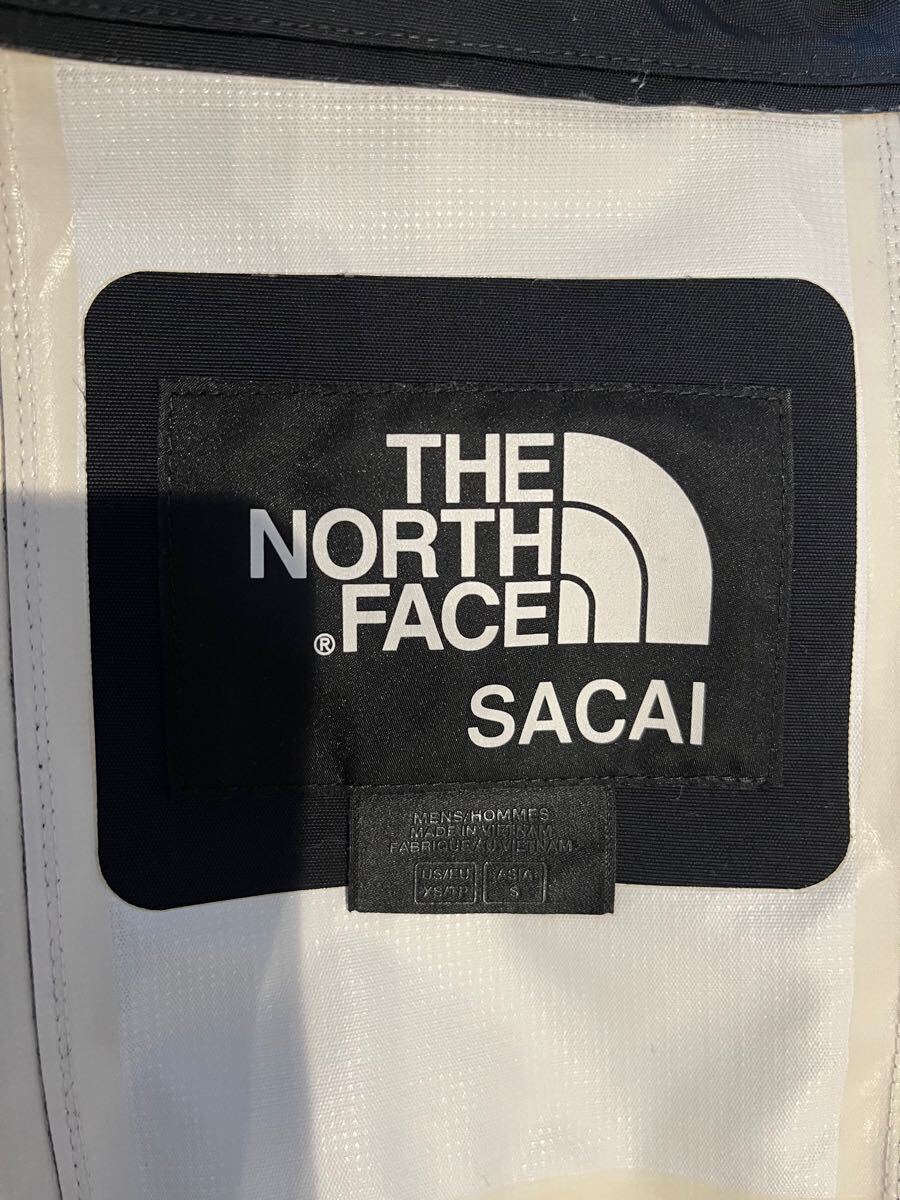 THE
NORTH
®FACE
SACAI
MENS/HOMMES
MADE IN VIETNAM
FABRIQUE AU VIETNAM
US/EU ASIA
XS/TP S